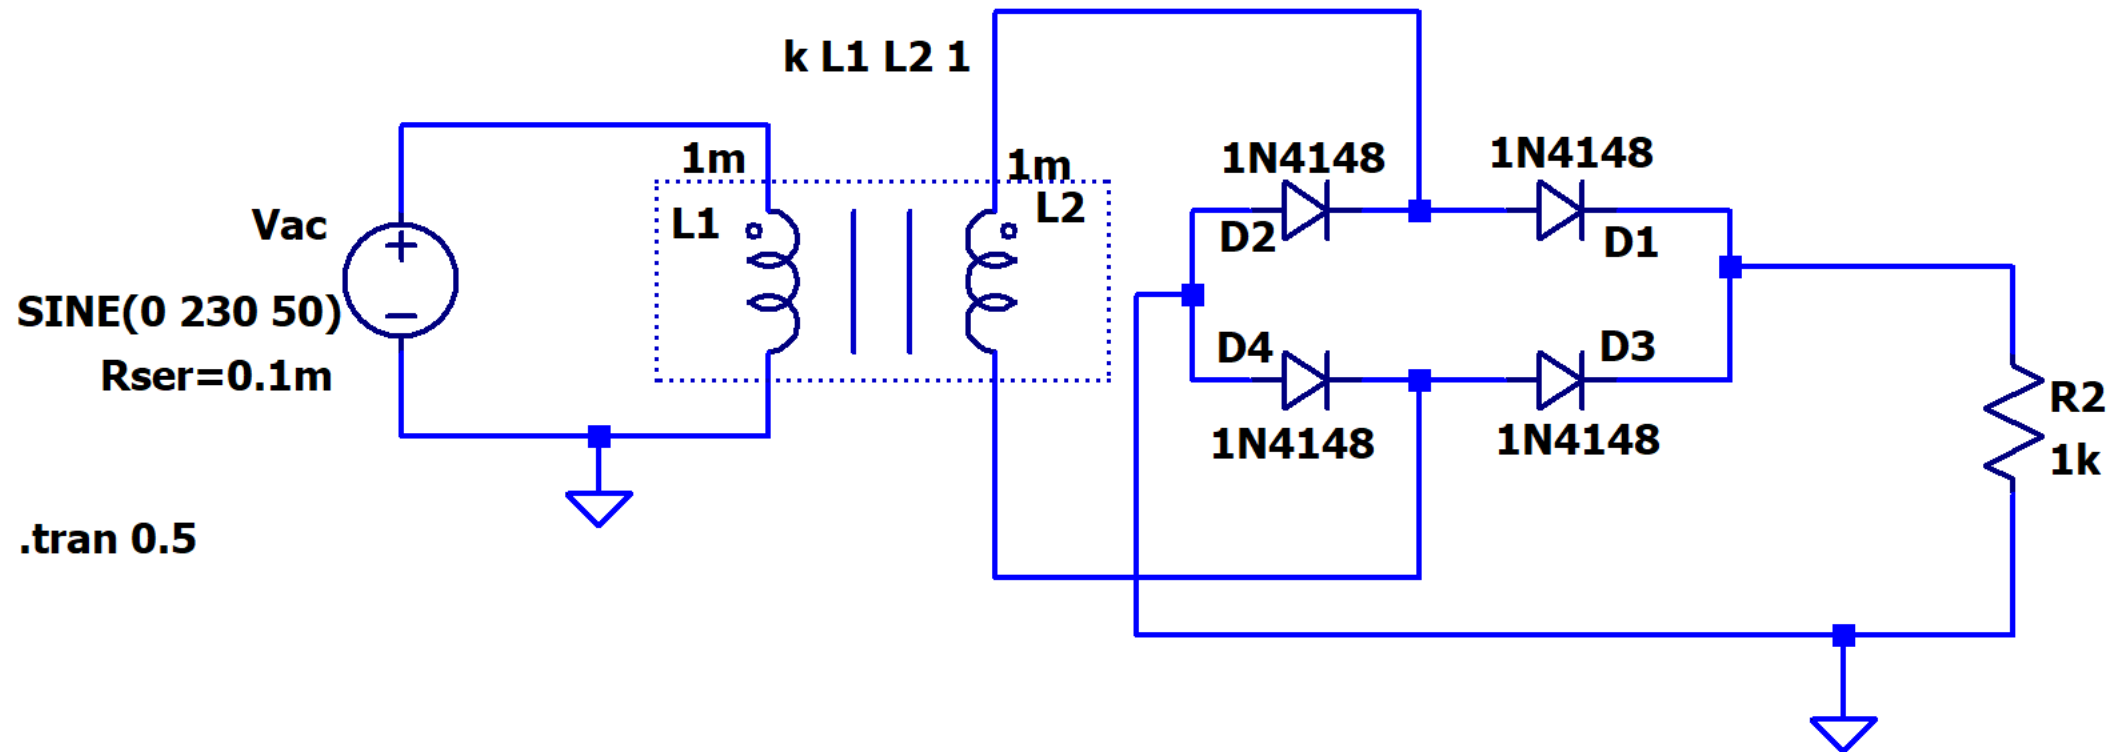 k L1 L2 1
1m
1m
L1
L2
Vac
SINE(0 230 50)
Rser=0.1m
1N4148
1N4148
D2
D1
D4
D3
1N4148
1N4148
R2
1k
.tran 0.5